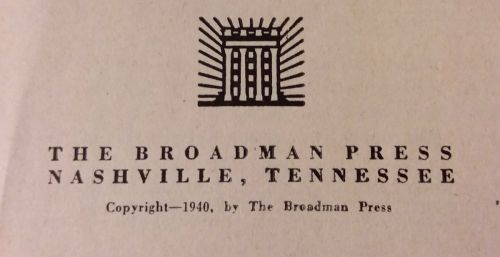 THE BROADMAN PRESS
NASHVILLE, TENNESSEE
Copyright—1940, by The Broadman Press